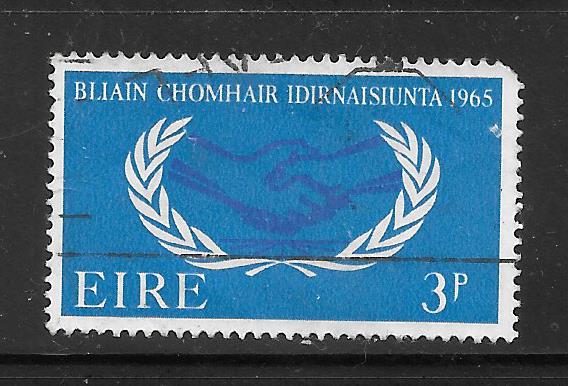 BLIAIN CHOMHAIR IDIRNAISIUNTA 1965
EIRE
3P